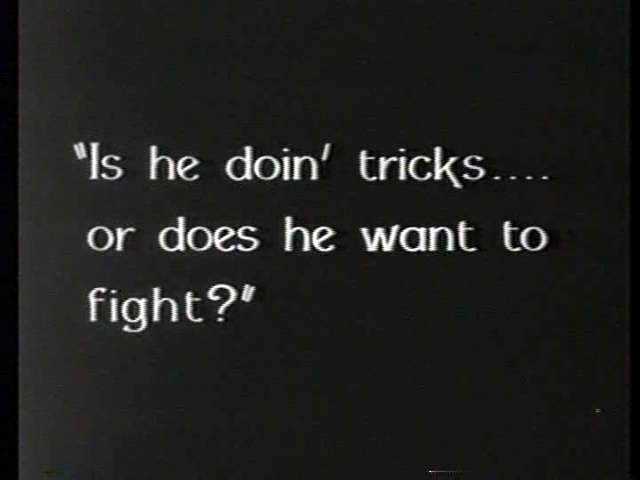 "Is he doin' tricks....
or does he want to
fight?"